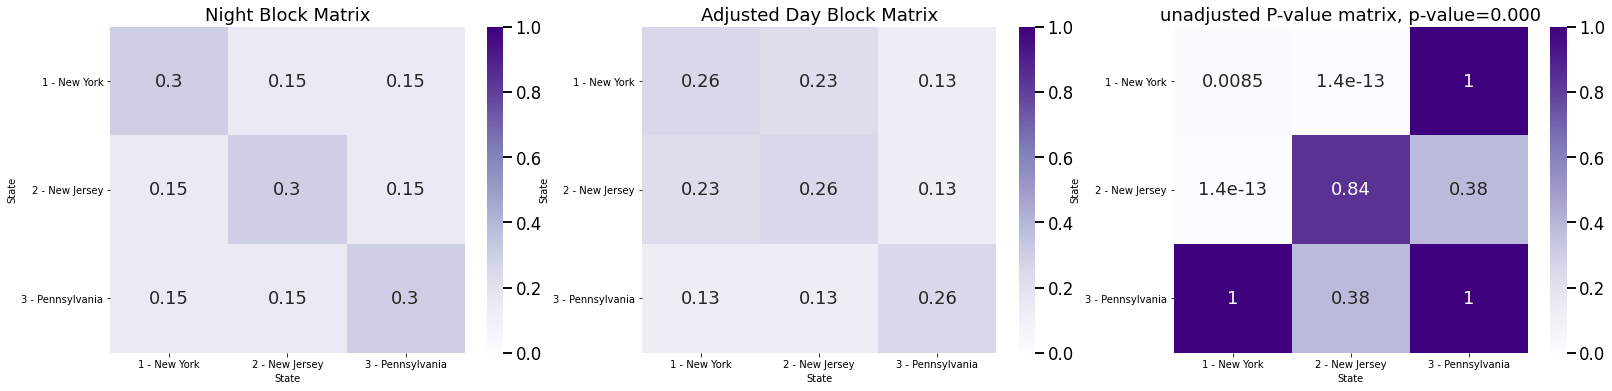 Night Block Matrix
1 - New York
2 - New Jersey
3 - Pennsylvania
State
0.3 0.15 0.15
0.15 0.3 0.15
0.15 0.15 0.3
1 - New York 2 - New Jersey 3 - Pennsylvania
State
1.0
0.8
0.6
0.4
0.2
0.0
Adjusted Day Block Matrix
1 - New York
2 - New Jersey
3 - Pennsylvania
State
0.26 0.23 0.13
0.23 0.26 0.13
0.13 0.13 0.26
1 - New York 2 - New Jersey 3 - Pennsylvania
State
1.0
0.8
0.6
0.4
0.2
0.0
unadjusted P-value matrix, p-value=0.000
1 - New York
2 - New Jersey
3 - Pennsylvania
State
0.0085 1.4e-13 1
1.4e-13 0.84 0.38
1 0.38 1
1 - New York 2 - New Jersey 3 - Pennsylvania
State
1.0
0.8
0.6
0.4
0.2
0.0